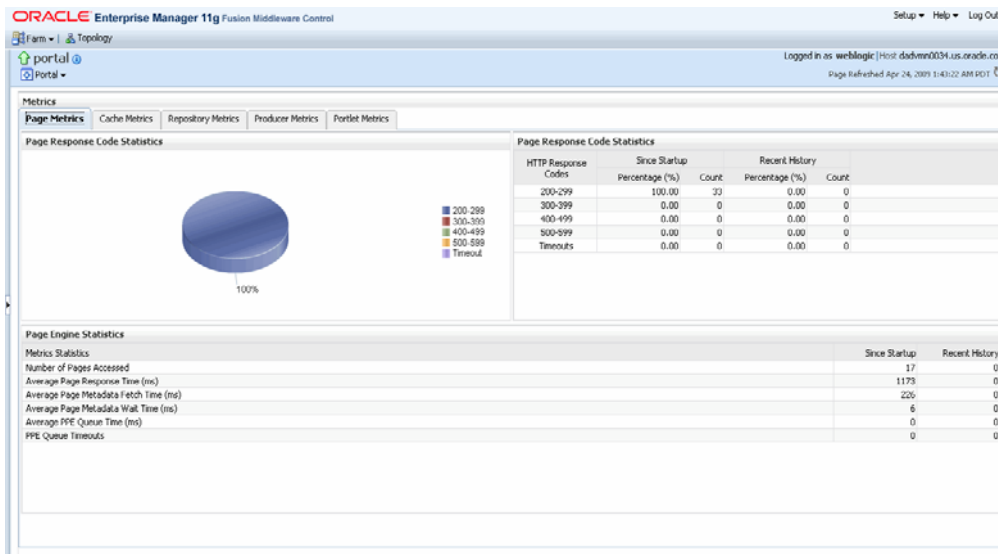 ORACLE Enterprise Manager 11g Fusion Middleware Control
Setup Help Log Out
Farm | Topology
portal
Logged in as weblogic | Host dadvmn0034.us.oracle.co
Portal
Page Refreshed Apr 24, 2009 1:43:22 AM PDT
Metrics
Page Metrics Cache Metrics Repository Metrics Producer Metrics Portlet Metrics
Page Response Code Statistics
200-299
300-399
400-499
500-599
Timeout
100%
Page Response Code Statistics
HTTP Response Codes Since Startup Recent History
Percentage (%) Count Percentage (%) Count
200-299 100.00 33 0.00 0
300-399 0.00 0 0.00 0
400-499 0.00 0 0.00 0
500-599 0.00 0 0.00 0
Timeouts 0.00 0 0.00 0
Page Engine Statistics
Metrics Statistics Since Startup Recent History
Number of Pages Accessed 17 0
Average Page Response Time (ms) 1173 0
Average Page Metadata Fetch Time (ms) 226 0
Average Page Metadata Wait Time (ms) 6 0
Average PPE Queue Time (ms) 0 0
PPE Queue Timeouts 0 0